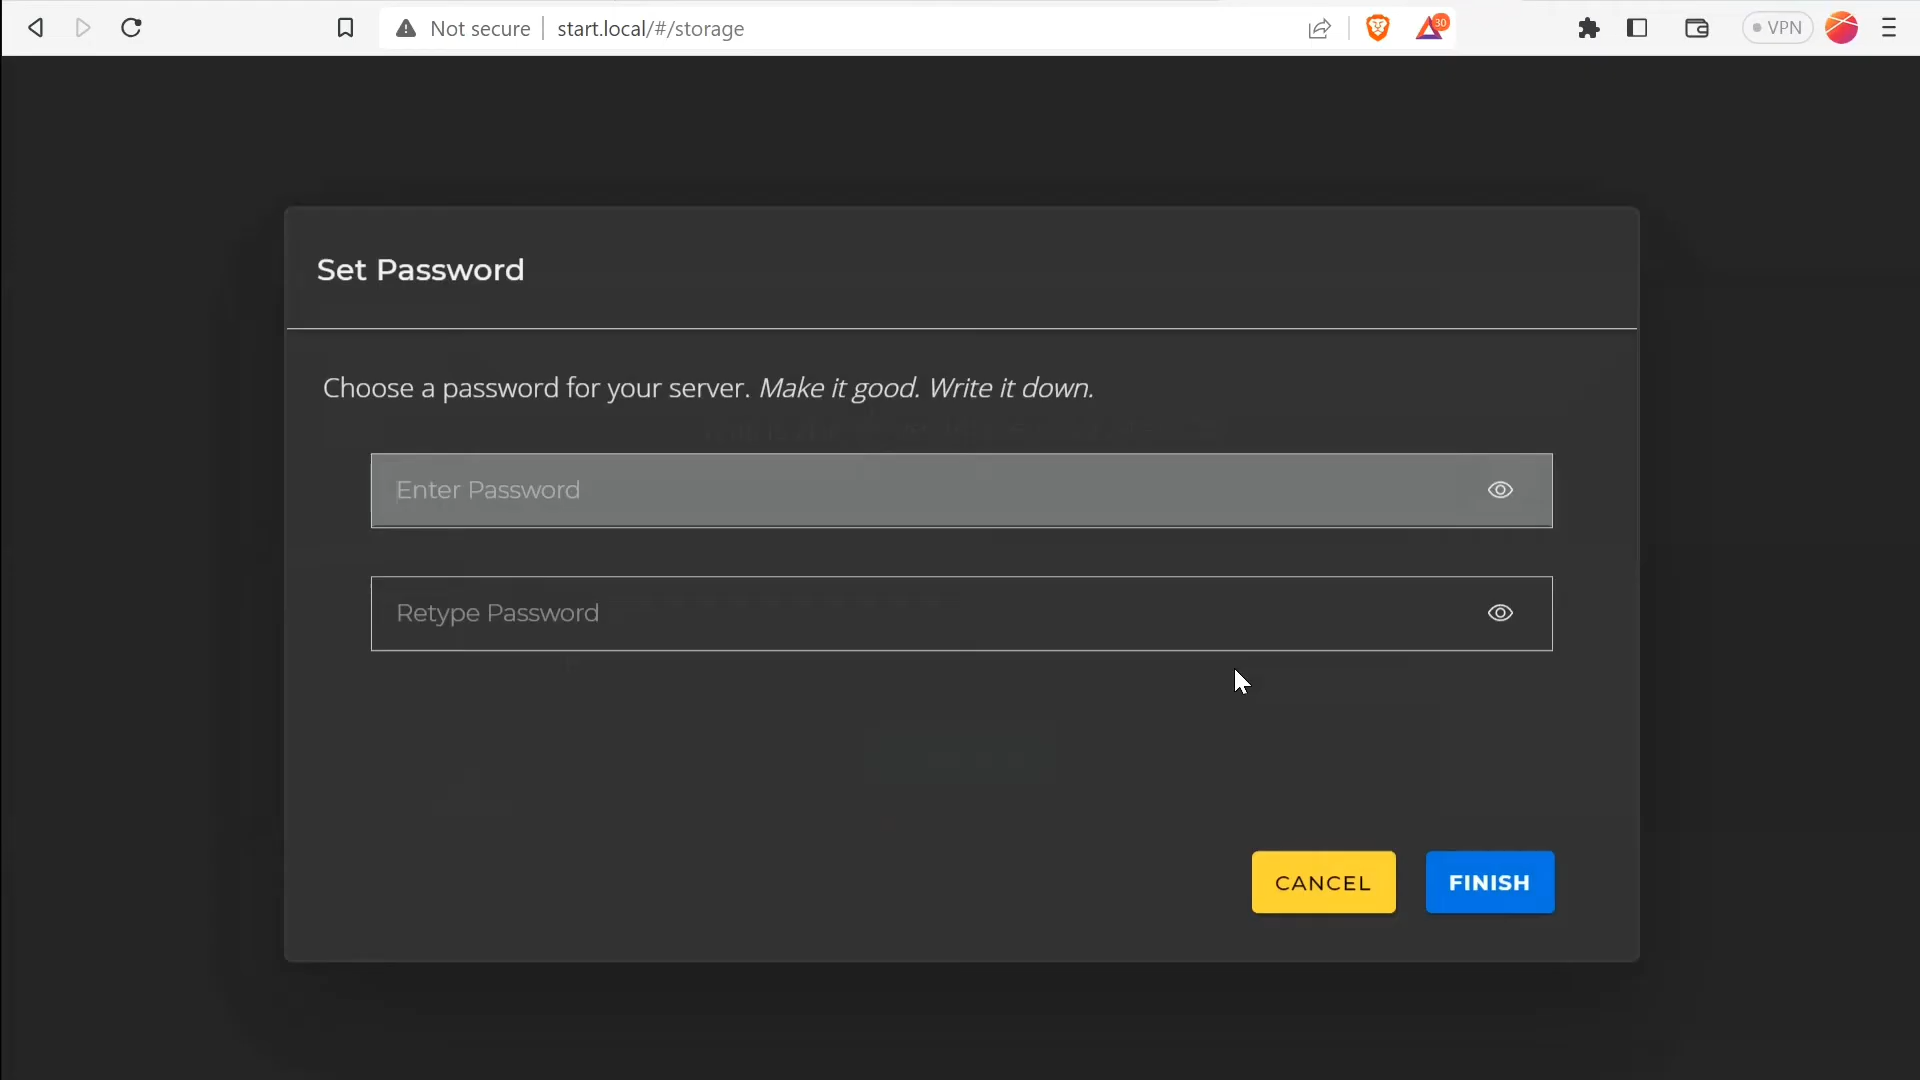 Not secure
start.local/#/storage
30
VPN
Set Password
Choose a password for your server. Make it good. Write it down.
Enter Password
Retype Password
CANCEL
FINISH